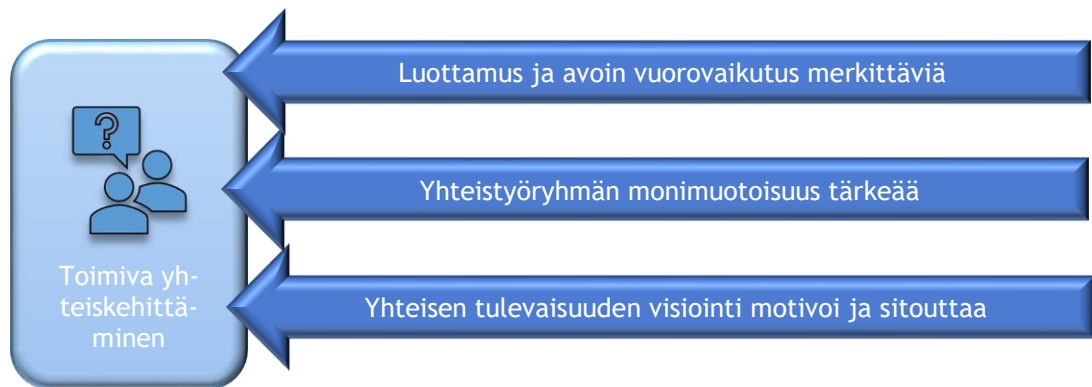 Luottamus ja avoin vuorovaikutus merkittäviä
?
Yhteistyöryhmän monimuotoisuus tärkeää
Toimiva yh-
teiskehittä-
minen
Yhteisen tulevaisuuden visiointi motivoi ja sitouttaa